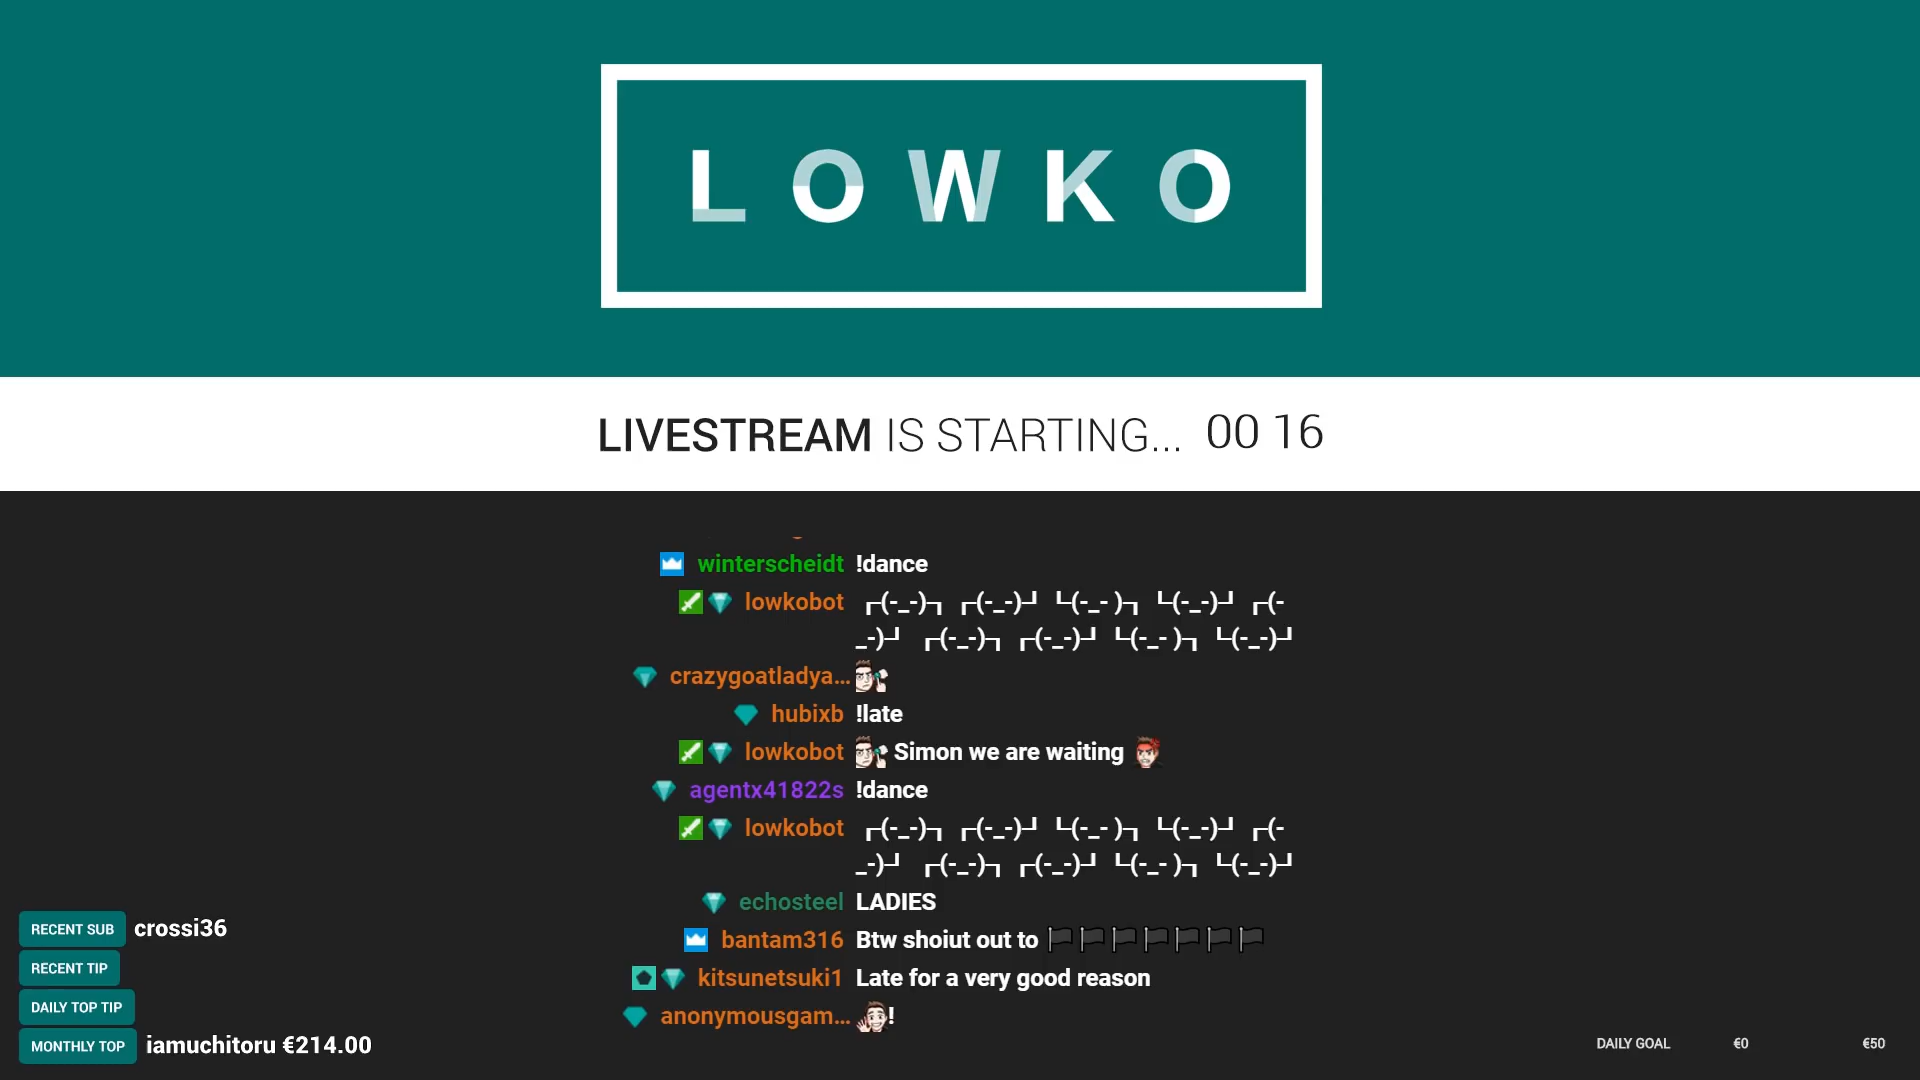 LOWKO
LIVESTREAM IS STARTING... 00 16
winterscheidt !dance
lowkobot ┏(-_-)┓ ┏(-_-)┛ ┗(-_- )┓ ┗(-_-)┛ ┏(-
_-)┛ ┏(-_-)┓ ┏(-_-)┛ ┗(-_- )┓ ┗(-_-)┛
crazygoatladya...
hubixb !late
lowkobot Simon we are waiting
agentx41822s !dance
lowkobot ┏(-_-)┓ ┏(-_-)┛ ┗(-_- )┓ ┗(-_-)┛ ┏(-
_-)┛ ┏(-_-)┓ ┏(-_-)┛ ┗(-_- )┓ ┗(-_-)┛
echosteel LADIES
bantam316 Btw shoiut out to
kitsunetsuki1 Late for a very good reason
anonymousgam... !
RECENT SUB crossi36
RECENT TIP
DAILY TOP TIP
MONTHLY TOP iamuchitoru €214.00
DAILY GOAL €0 €50